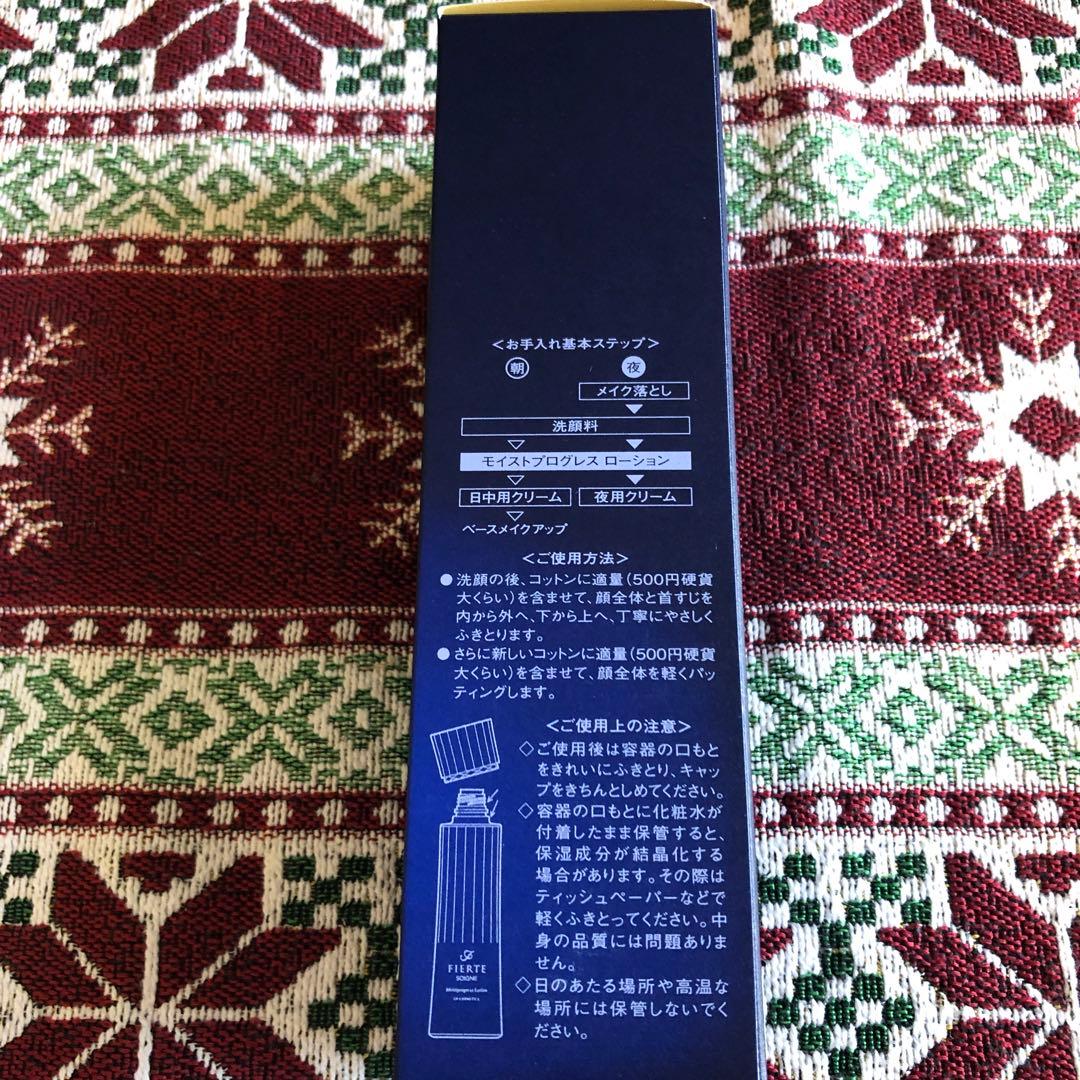 ＜お手入れ基本ステップ＞
朝 夜
メイク落とし
洗顔料
モイストプログレス ローション
日中用クリーム 夜用クリーム
ベースメイクアップ
＜ご使用方法＞
●洗顔の後、コットンに適量(500円硬貨
大くらい)を含ませて、顔全体と首すじを
内から外へ、下から上へ、丁寧にやさしく
ふきとります。
●さらに新しいコットンに適量(500円硬貨
大くらい)を含ませて、顔全体を軽くパッ
ティングします。
＜ご使用上の注意＞
◇ご使用後は容器の口もと
をきれいにふきとり、キャッ
プをきちんとしめてください。
◇容器の口もとに化粧水が
付着したまま保管すると、
保湿成分が結晶化する
場合があります。その際は
ティッシュペーパーなどで
軽くふきとってください。中
身の品質には問題ありま
せん。
◇日のあたる場所や高温な
場所には保管しないでく
ださい。
FIERTE
SOIGNE
Moistprogress Lotion